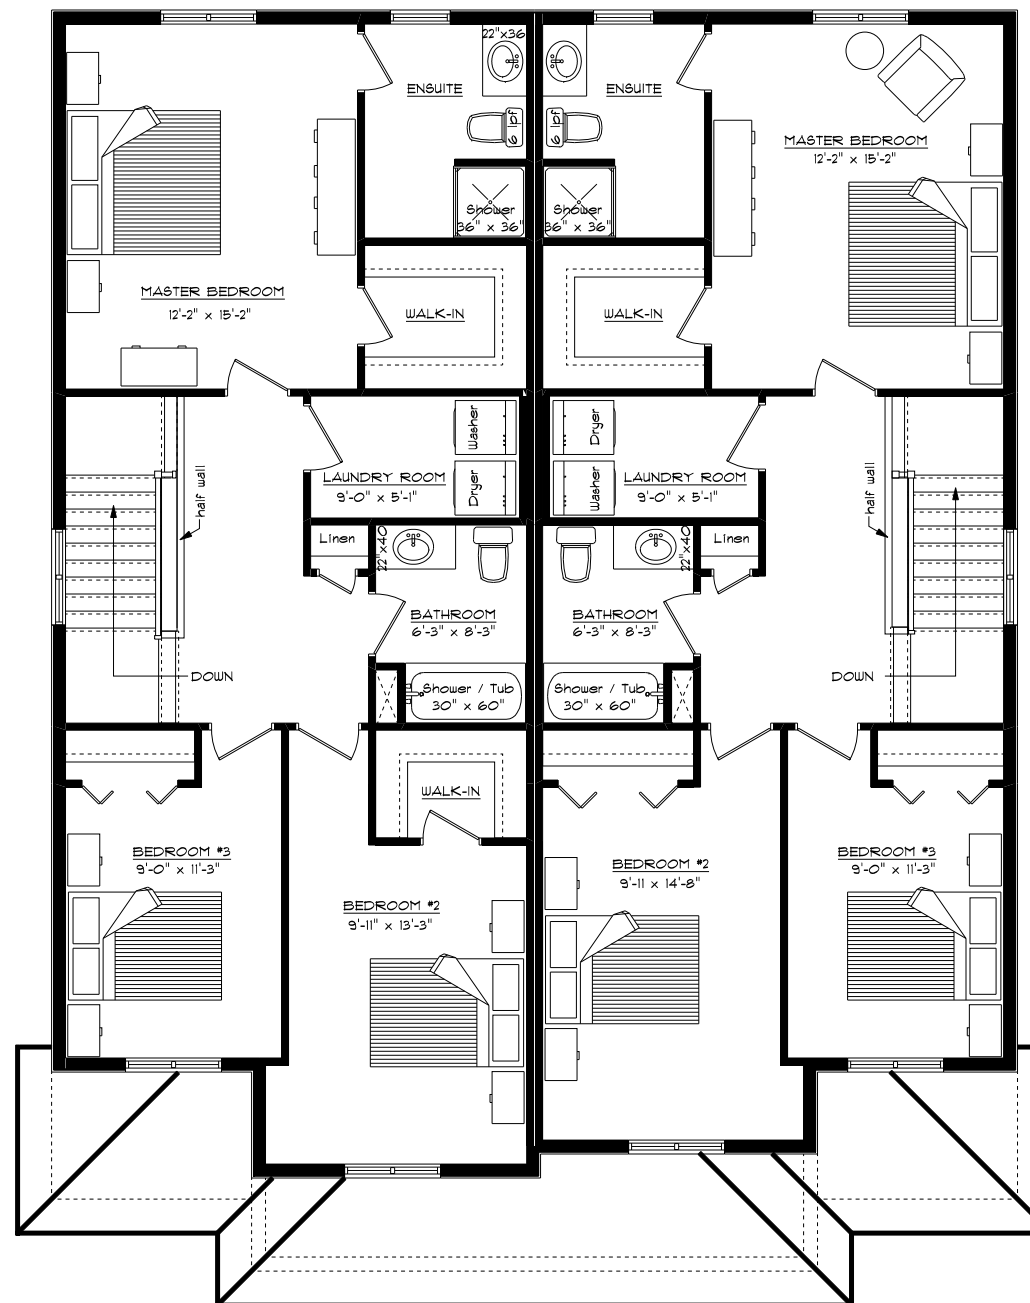 22"x36
ENSUITE
ENSUITE
6 lpf
6 lpf
MASTER BEDROOM
12'-2" x 15'-2"
Shower
36" x 36"
Shower
36" x 36"
MASTER BEDROOM
12'-2" x 15'-2"
WALK-IN
WALK-IN
Washer
Dryer
LAUNDRY ROOM
9'-0" x 5'-1"
Dryer
Washer
LAUNDRY ROOM
9'-0" x 5'-1"
half wall
half wall
Linen
22"x40
22"x40
Linen
BATHROOM
6'-3" x 8'-3"
BATHROOM
6'-3" x 8'-3"
DOWN
DOWN
Shower / Tub
30" x 60"
Shower / Tub
30" x 60"
WALK-IN
BEDROOM #3
9'-0" x 11'-3"
BEDROOM #2
9'-11 x 14'-8"
BEDROOM #3
9'-0" x 11'-3"
BEDROOM #2
9'-11" x 13'-3"